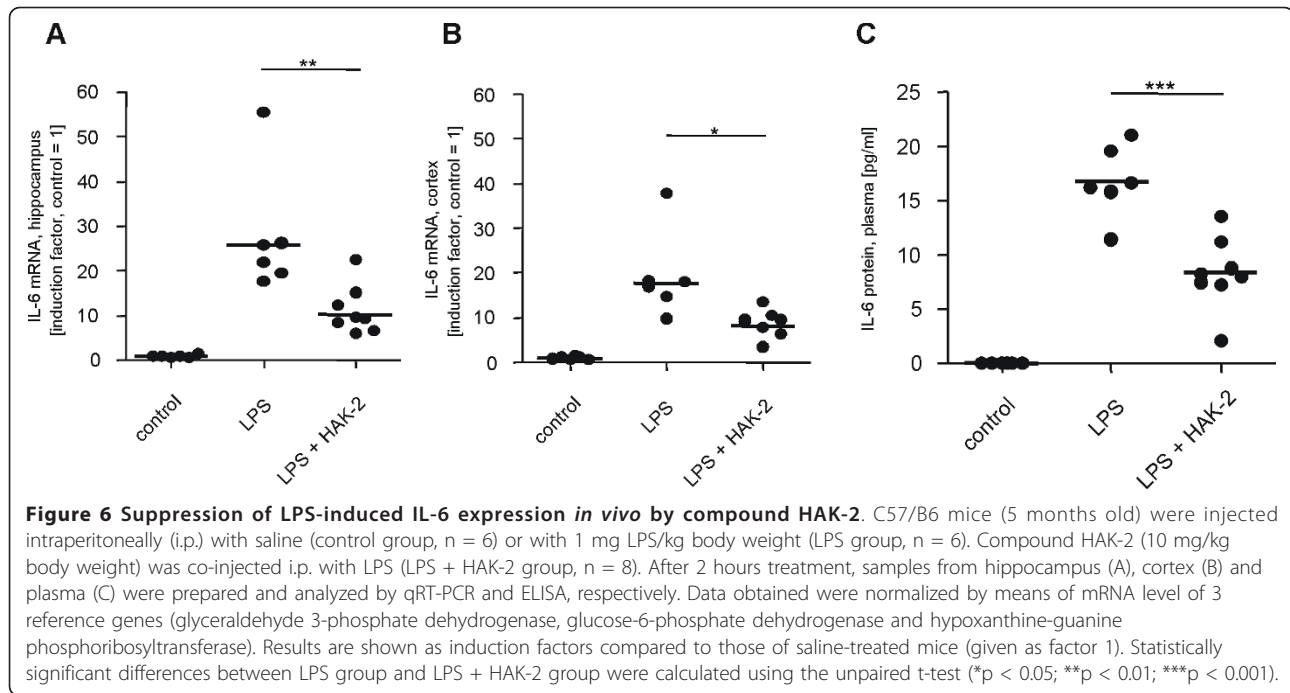 A
B
C
**
*
***
IL-6 mRNA, hippocampus
[induction factor, control = 1]
60
50
40
30
20
10
0
control
LPS
LPS + HAK-2
IL-6 mRNA, cortex
[induction factor, control = 1]
60
50
40
30
20
10
0
control
LPS
LPS + HAK-2
IL-6 protein, plasma [pg/ml]
25
20
15
10
5
0
control
LPS
LPS + HAK-2
Figure 6 Suppression of LPS-induced IL-6 expression in vivo by compound HAK-2. C57/B6 mice (5 months old) were injected
intraperitoneally (i.p.) with saline (control group, n = 6) or with 1 mg LPS/kg body weight (LPS group, n = 6). Compound HAK-2 (10 mg/kg
body weight) was co-injected i.p. with LPS (LPS + HAK-2 group, n = 8). After 2 hours treatment, samples from hippocampus (A), cortex (B) and
plasma (C) were prepared and analyzed by qRT-PCR and ELISA, respectively. Data obtained were normalized by means of mRNA level of 3
reference genes (glyceraldehyde 3-phosphate dehydrogenase, glucose-6-phosphate dehydrogenase and hypoxanthine-guanine
phosphoribosyltransferase). Results are shown as induction factors compared to those of saline-treated mice (given as factor 1). Statistically
significant differences between LPS group and LPS + HAK-2 group were calculated using the unpaired t-test (*p < 0.05; **p < 0.01; ***p < 0.001).